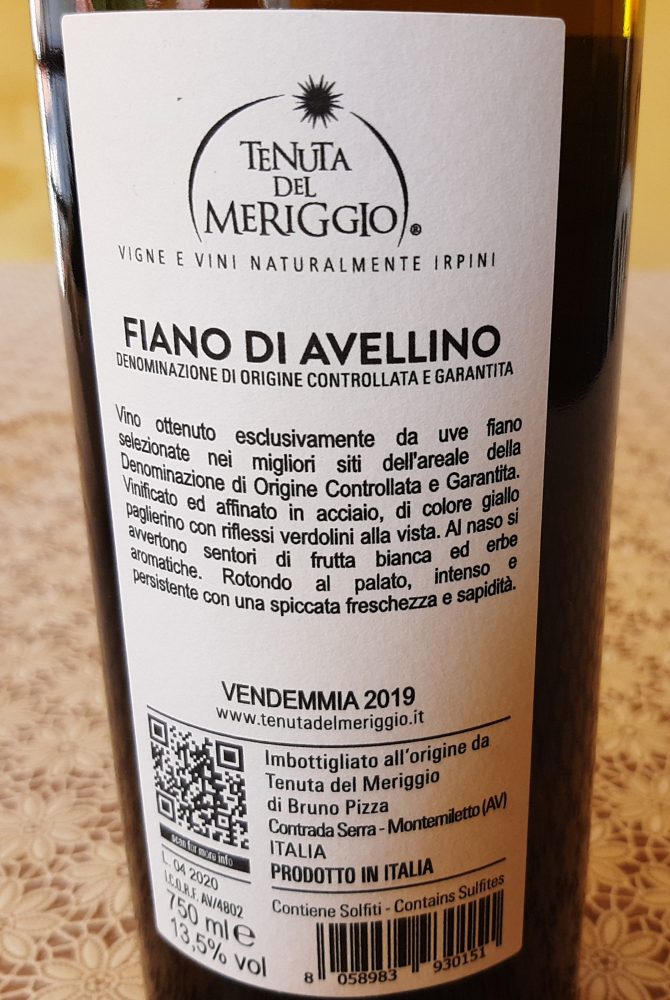 TENUTA
DEL
MERIGGIO®
VIGNE E VINI NATURALMENTE IRPINI
FIANO DI AVELLINO
DENOMINAZIONE DI ORIGINE CONTROLLATA E GARANTITA
Vino ottenuto esclusivamente da uve fiano
selezionate nei migliori siti dell'areale della
Denominazione di Origine Controllata e Garantita.
Vinificato ed affinato in acciaio, di colore giallo
paglierino con riflessi verdolini alla vista. Al naso si
avvertono sentori di frutta bianca ed erbe
aromatiche. Rotondo al palato, intenso e
persistente con una spiccata freschezza e sapidità.
VENDEMMIA 2019
www.tenutadelmeriggio.it
Imbottigliato all'origine da
Tenuta del Meriggio
di Bruno Pizza
Contrada Serra - Montemiletto (AV)
ITALIA
PRODOTTO IN ITALIA
scan for more info
L. 04 2020
I.C.Q.R.F. AV/4802
750 ml e
13,5% vol
Contiene Solfiti - Contains Sulfites
8 058983 930151